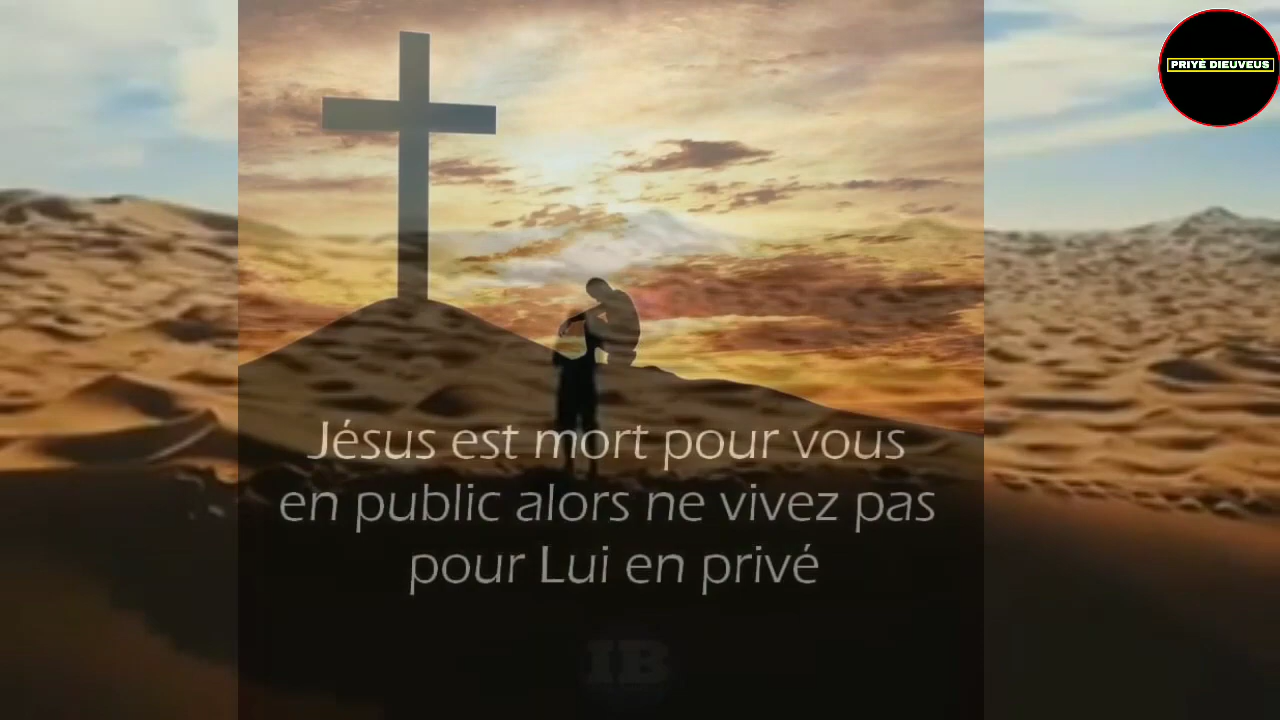 PRIYÈ DIEUVEUS
Jésus est mort pour vous
en public alors ne vivez pas
pour Lui en privé
IB